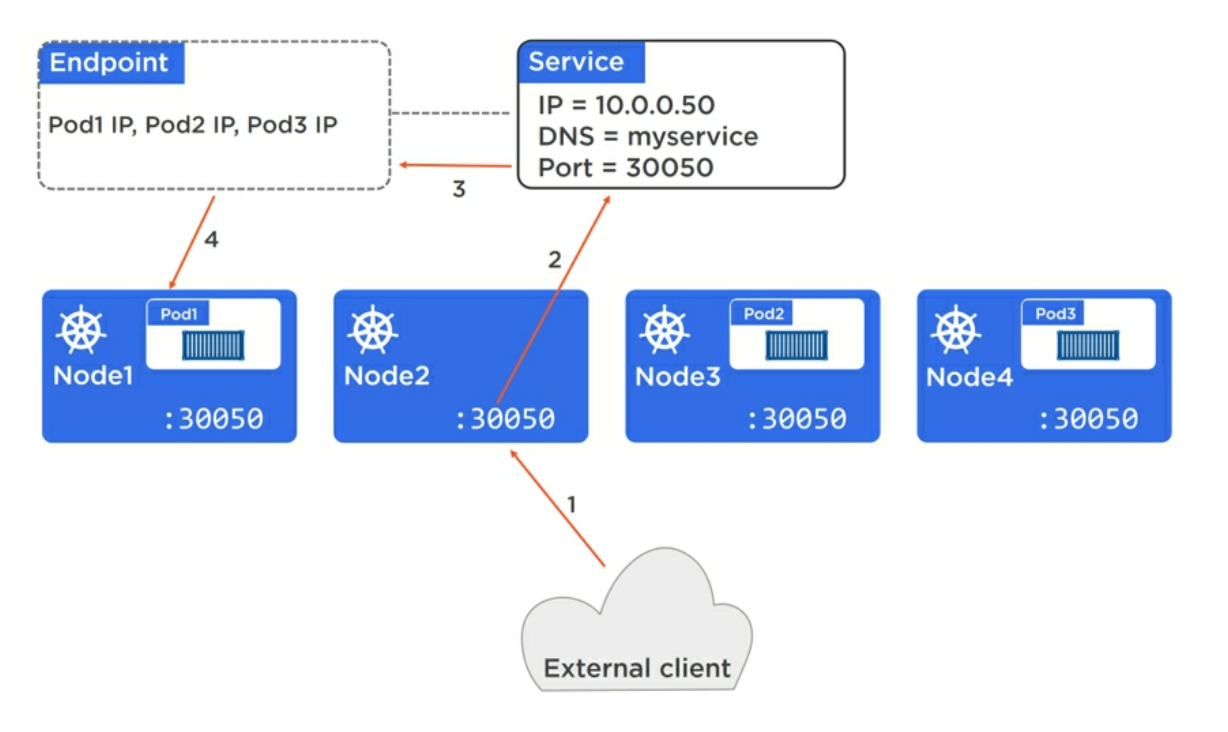 Endpoint
Pod1 IP, Pod2 IP, Pod3 IP
Service
IP = 10.0.0.50
DNS = myservice
Port = 30050
3
4
2
Pod1
Node1
:30050
Node2
:30050
Pod2
Node3
:30050
Pod3
Node4
:30050
1
External client